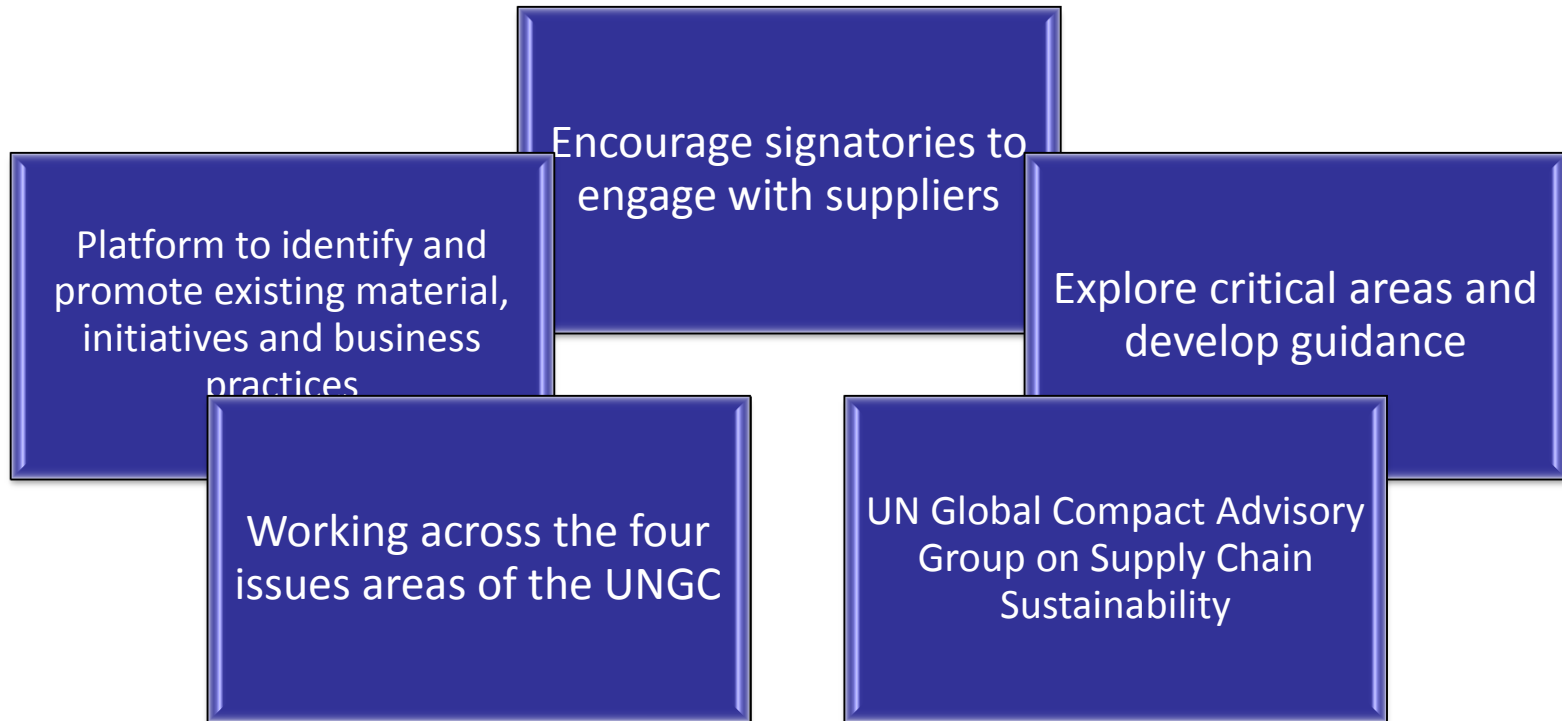 Encourage signatories to
engage with suppliers
Platform to identify and
promote existing material,
initiatives and business
practices
Explore critical areas and
develop guidance
Working across the four
issues areas of the UNGC
UN Global Compact Advisory
Group on Supply Chain
Sustainability